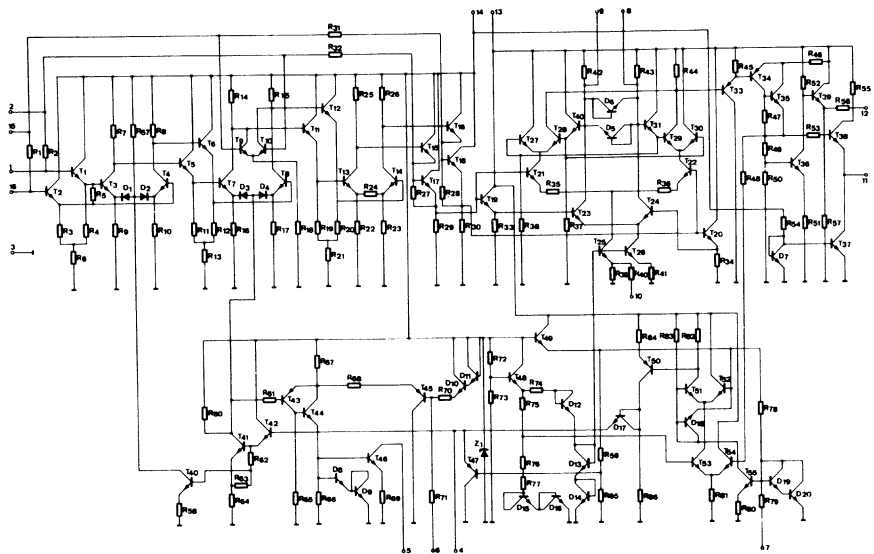 9 8 14 13
R31
R32
R14 R15 R25 R26 R42 R43 R44 R45 T34 R46 R55
T33 R52 T39 R56 12
T35
2
16 R1 R2 R7 R67 R8 T12 T16 D6 R47 R53 T38
T6 T9 T10 T11 T15 T27 T28 T40 D5 T31 T29 T30
1 T1 T5 T18 R49 T36 11
T2 T3 D1 D2 T4 T7 D3 D4 T8 T13 R24 T14 T17 T21 T22 R48 R50
R5 R27 R28 T19 R35 R36
R3 R4 R9 R10 R11 R12 R16 R17 R18 R19 R20 R22 R23 R29 R30 R33 R38 T23 R37 T24 T20 R54 R51 R57 T37
3 R6 R13 R21 T25 T26 R34 D7
R39 R40 R41
10
R67 T49 R84 R83 R82
R72 T50
R68 T45 D10 D11 T48 R74 T51 T52
R61 T43 R70 R73 R75 D12 R78
R60 T44 D17 D18
T42
T41 Z1
R62 T46 T47 D13 R59 T53 T54
T40 R63 D8 D9 R76 T55 D19 D20
R58 R64 R65 R66 R69 R71 R77 D15 D16 D14 R85 R86 R81 R80 R79
5 6 4 7